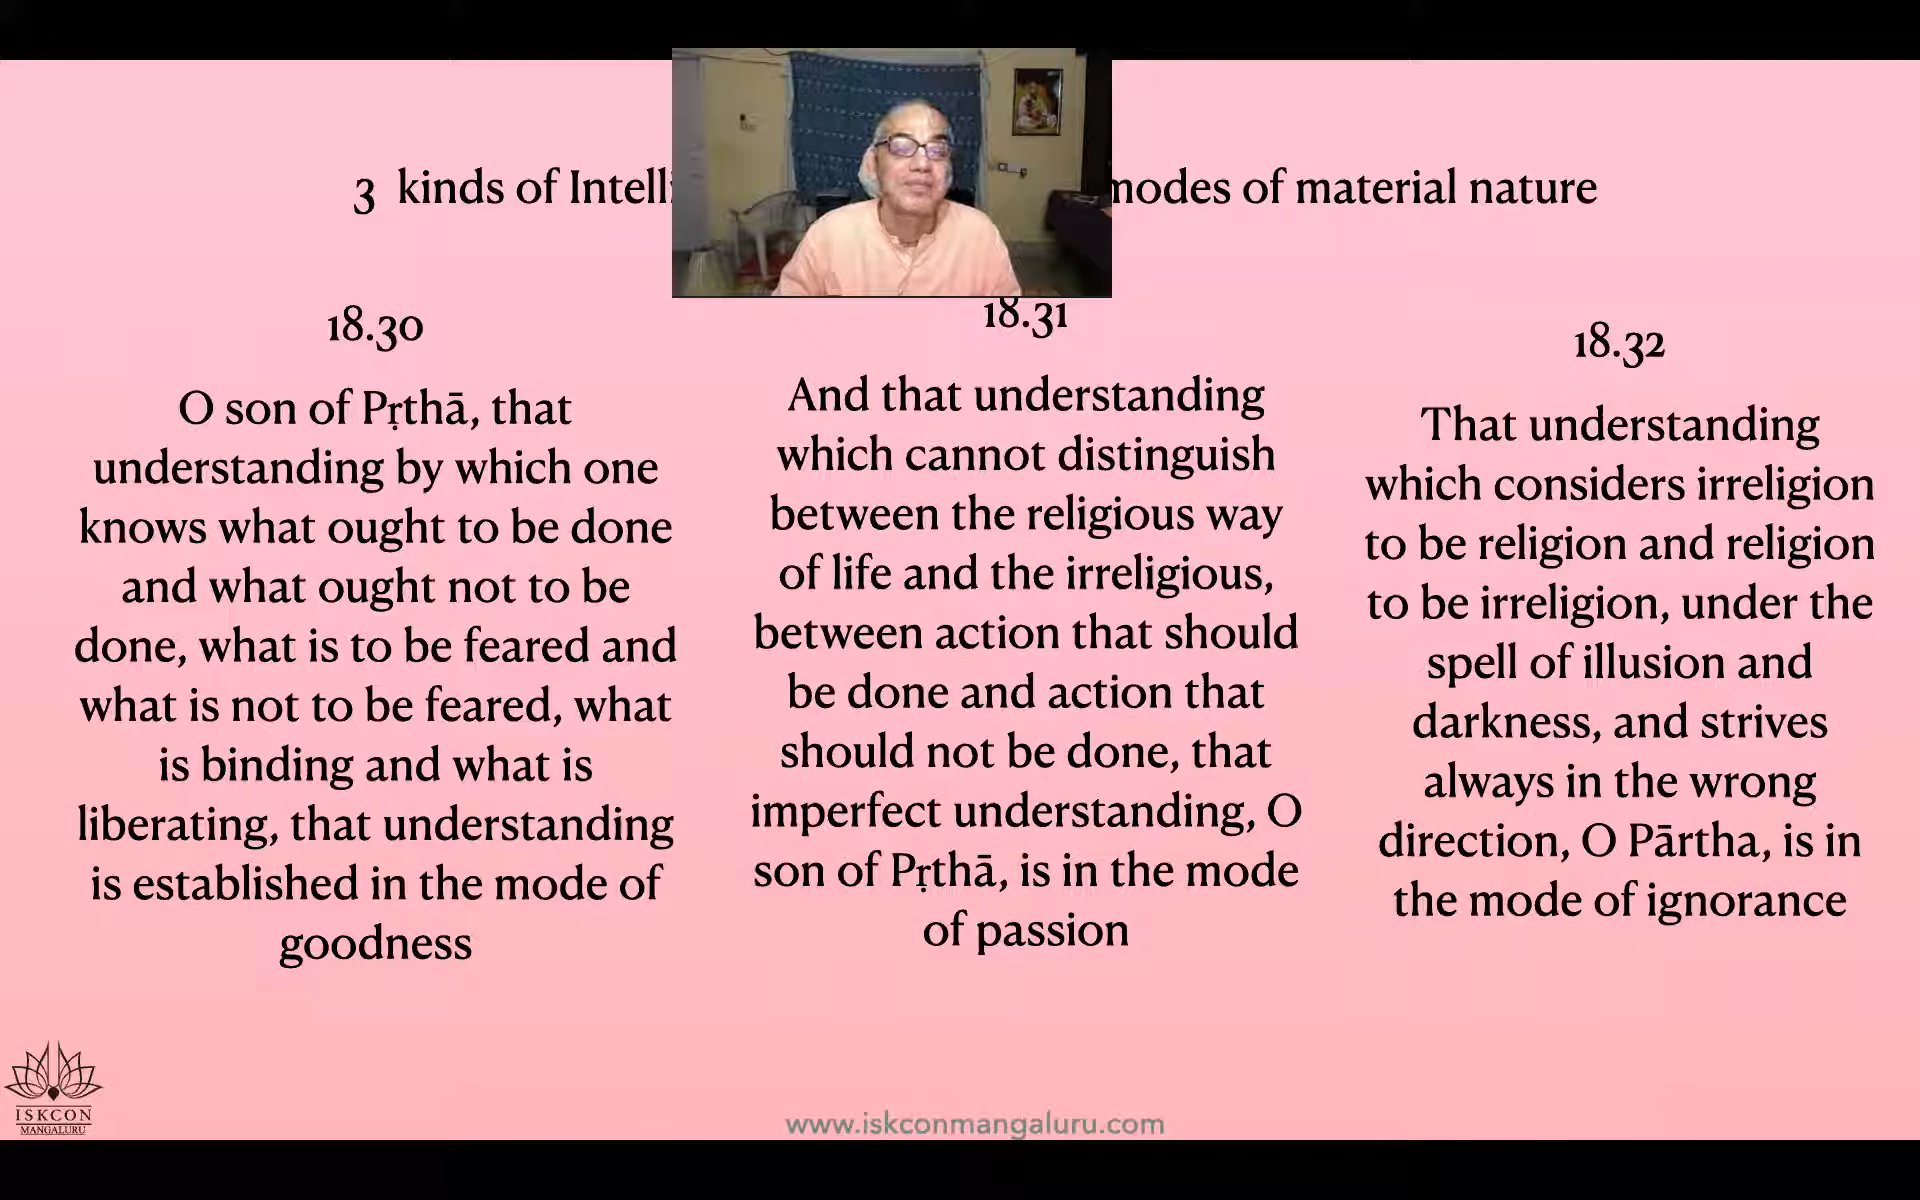 3 kinds of Intelli
modes of material nature
18.30
O son of Pṛthā, that
understanding by which one
knows what ought to be done
and what ought not to be
done, what is to be feared and
what is not to be feared, what
is binding and what is
liberating, that understanding
is established in the mode of
goodness
18.31
And that understanding
which cannot distinguish
between the religious way
of life and the irreligious,
between action that should
be done and action that
should not be done, that
imperfect understanding, O
son of Pṛthā, is in the mode
of passion
18.32
That understanding
which considers irreligion
to be religion and religion
to be irreligion, under the
spell of illusion and
darkness, and strives
always in the wrong
direction, O Pārtha, is in
the mode of ignorance
ISKCON
MANGALURU
www.iskconmangaluru.com